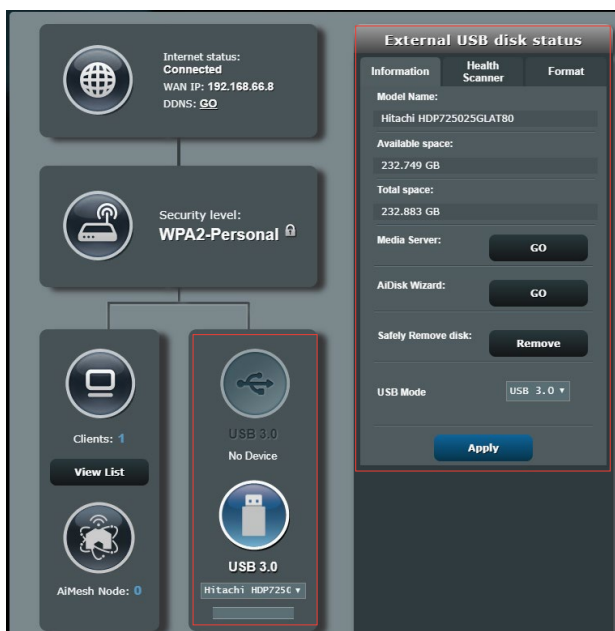 Internet status:
Connected
WAN IP: 192.168.66.8
DDNS: GO
Security level:
WPA2-Personal
Clients: 1
View List
AiMesh Node: 0
USB 3.0
No Device
USB 3.0
Hitachi HDP725C
External USB disk status
Information
Health
Scanner
Format
Model Name:
Hitachi HDP725025GLAT80
Available space:
232.749 GB
Total space:
232.883 GB
Media Server:
GO
AiDisk Wizard:
GO
Safely Remove disk:
Remove
USB Mode
USB 3.0
Apply